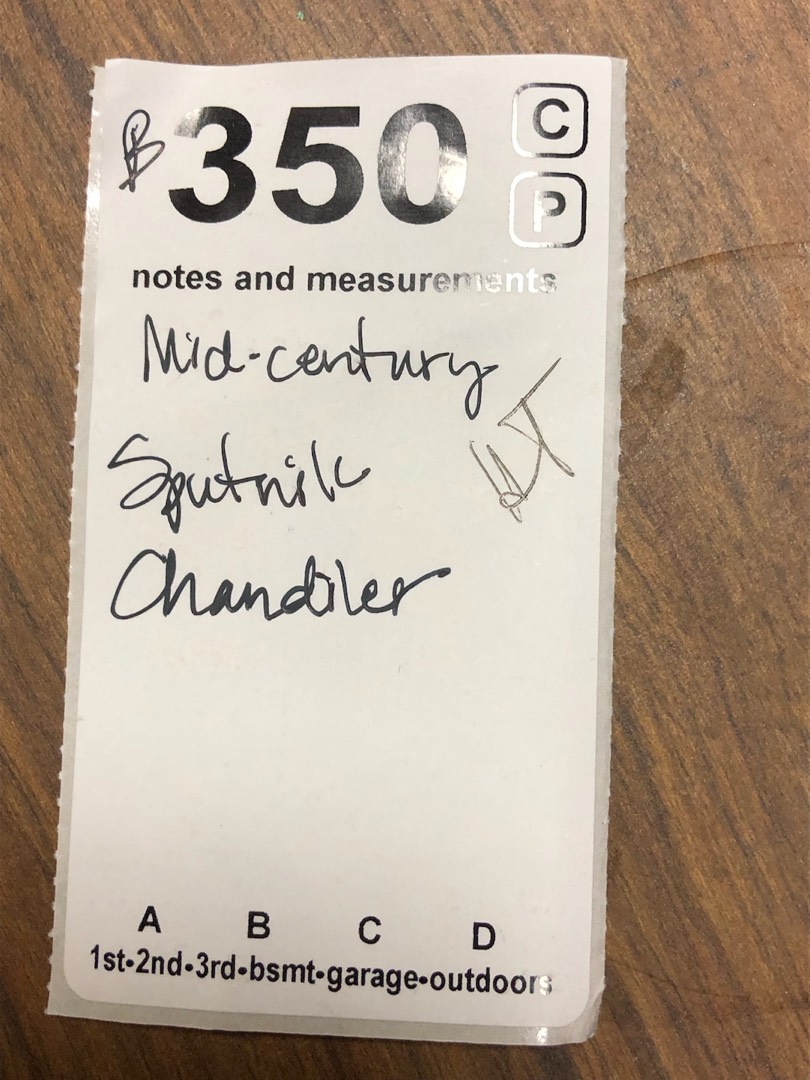 $350 C
P
notes and measurements
Mid-century
Sputnik
Chandiler
A B C D
1st•2nd•3rd•bsmt•garage•outdoors